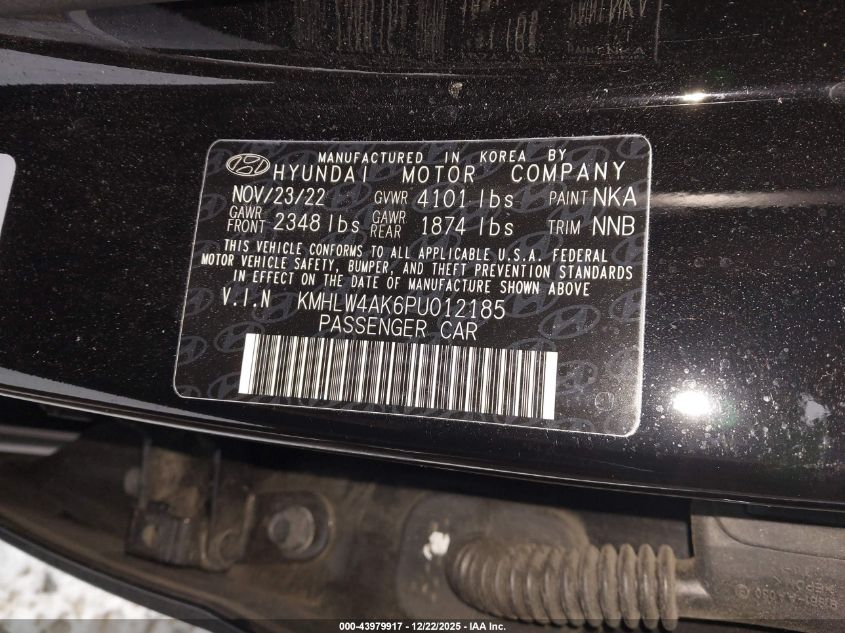 MANUFACTURED IN KOREA BY
HYUNDAI MOTOR COMPANY
NOV/23/22 GVWR 4101 lbs PAINT NKA
GAWR FRONT 2348 lbs GAWR REAR 1874 lbs TRIM NNB
THIS VEHICLE CONFORMS TO ALL APPLICABLE U.S.A. FEDERAL
MOTOR VEHICLE SAFETY, BUMPER, AND THEFT PREVENTION STANDARDS
IN EFFECT ON THE DATE OF MANUFACTURE SHOWN ABOVE
V.I.N KMHLW4AK6PU012185
PASSENGER CAR
000-43979917 - 12/22/2025 - IAA Inc.